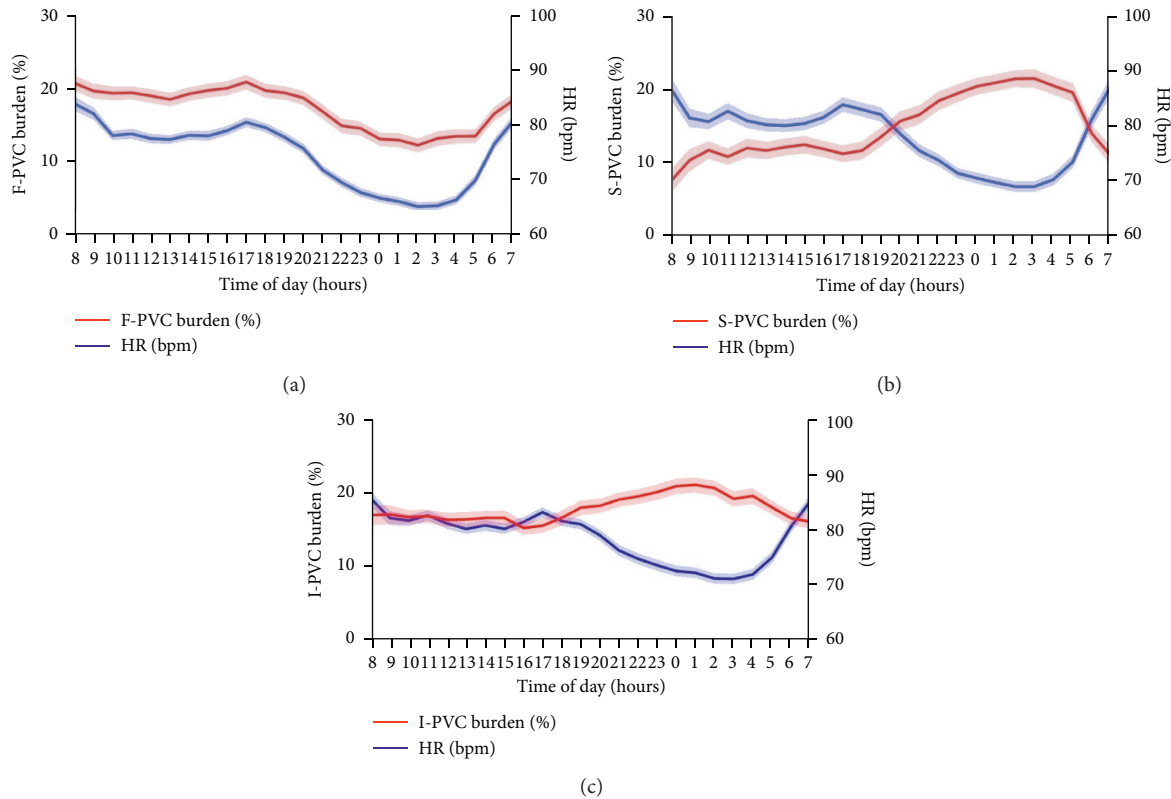 30
20
10
0
F-PVC burden (%)
100
90
80
70
60
HR
(bpm)
8 9 10 11 12 13 14 15 16 17 18 19 20 21 22 23 0 1 2 3 4 5 6 7
Time of day (hours)
F-PVC burden (%)
HR (bpm)
(a)
30
20
10
0
S-PVC burden (%)
100
90
80
70
60
HR
(bpm)
8 9 10 11 12 13 14 15 16 17 18 19 20 21 22 23 0 1 2 3 4 5 6 7
Time of day (hours)
S-PVC burden (%)
HR (bpm)
(b)
30
20
10
0
I-PVC burden (%)
100
90
80
70
60
HR
(bpm)
8 9 10 11 12 13 14 15 16 17 18 19 20 21 22 23 0 1 2 3 4 5 6 7
Time of day (hours)
I-PVC burden (%)
HR (bpm)
(c)